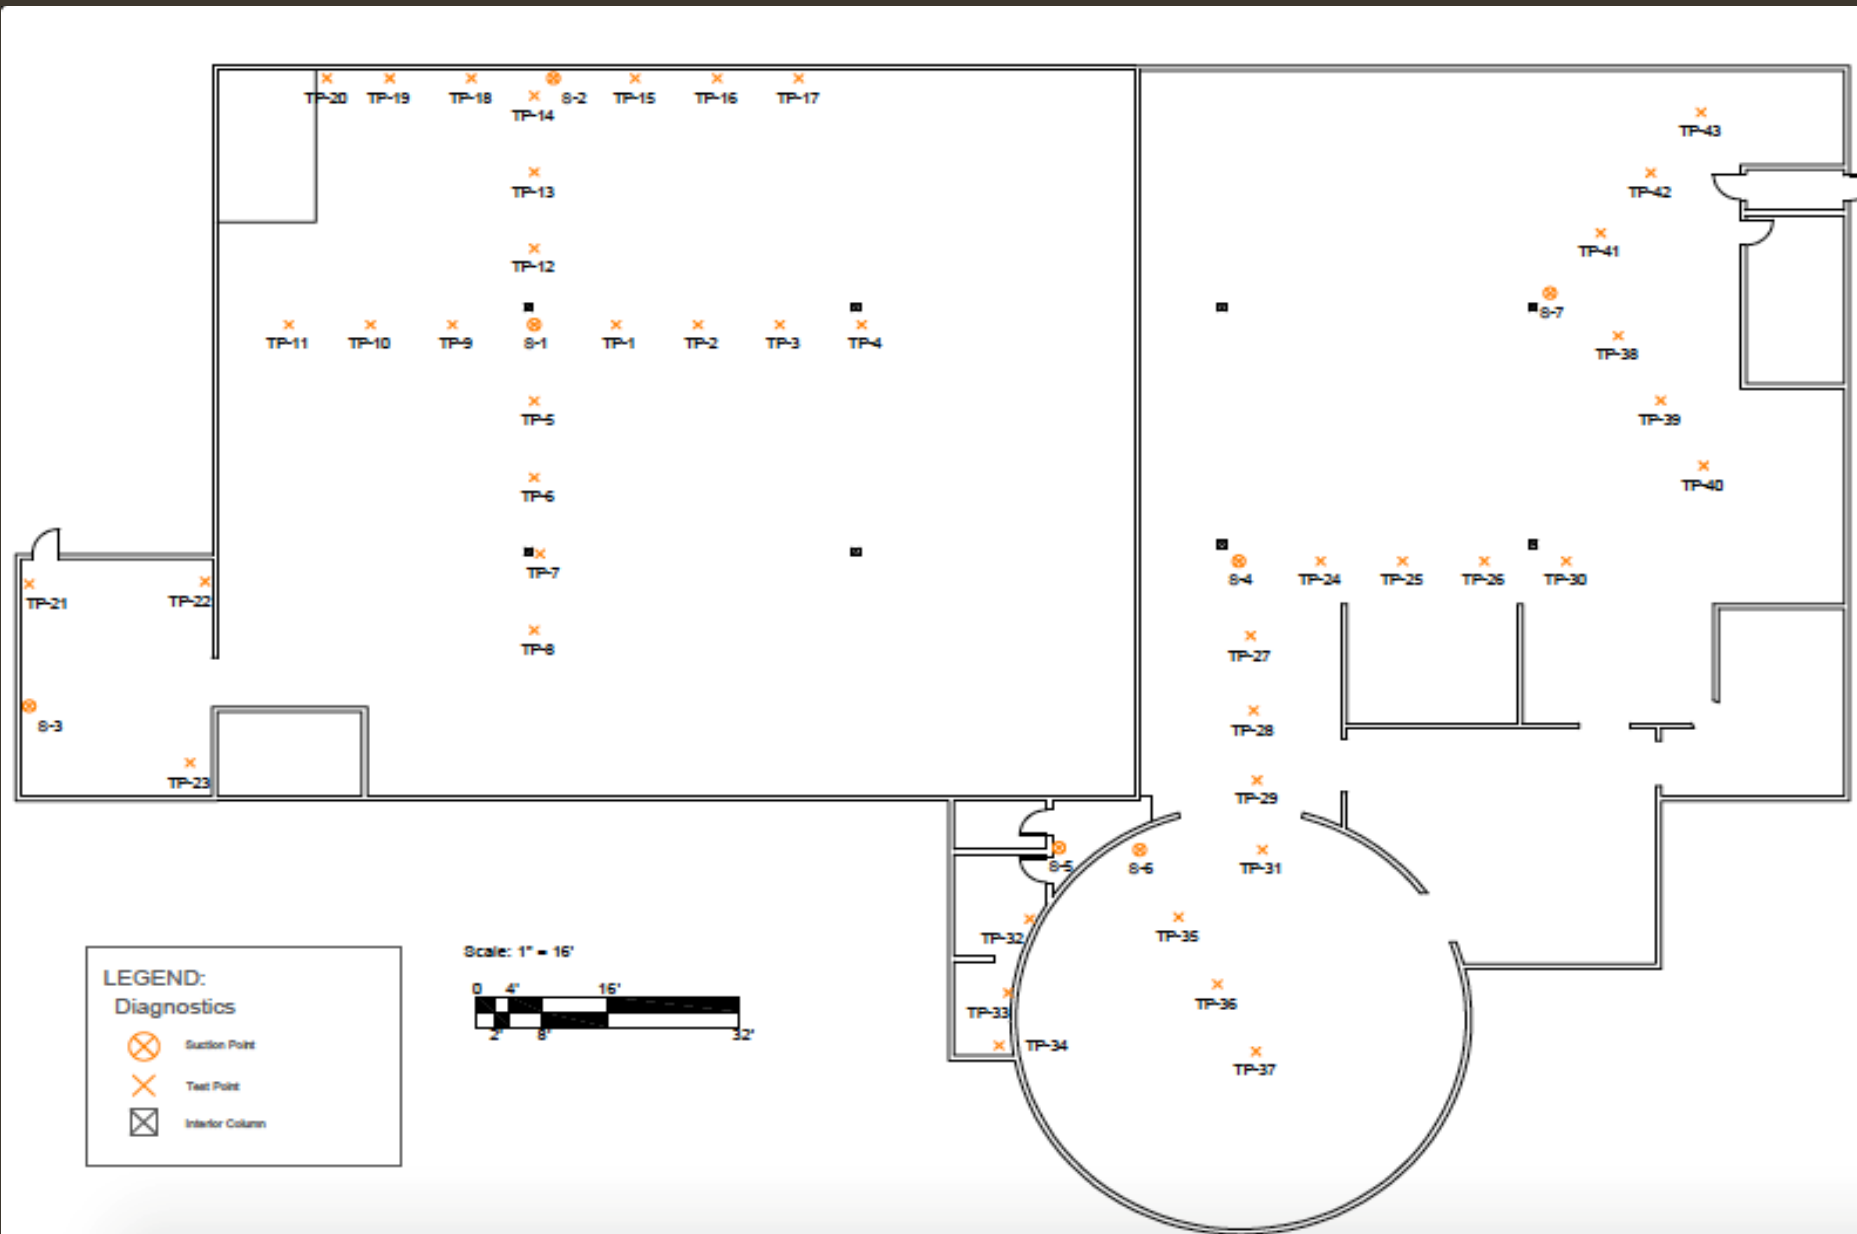 TP-20 TP-19 TP-18 S-2 TP-15 TP-16 TP-17
TP-14
TP-43
TP-13
TP-42
TP-41
TP-12
S-7
TP-11 TP-10 TP-9 S-1 TP-1 TP-2 TP-3 TP-4
TP-38
TP-5
TP-39
TP-6
TP-40
TP-7
S-4 TP-24 TP-25 TP-26 TP-30
TP-21 TP-22
TP-8
TP-27
S-3
TP-28
TP-23
TP-29
S-5 S-6 TP-31
TP-32
TP-35
Scale: 1" = 16'
LEGEND:
0 4' 16'
Diagnostics
2' 8' 32'
TP-36
TP-33
Suction Point
TP-34
TP-37
Test Point
Interior Column